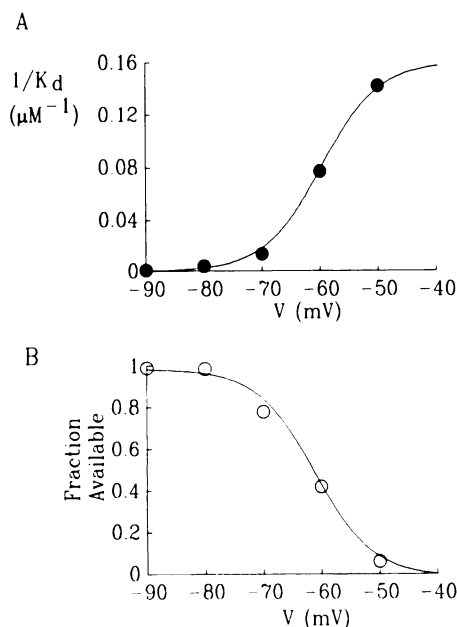 A
1/Kd
(μM⁻¹)
0.16
0.12
0.08
0.04
0
-90 -80 -70 -60 -50 -40
V (mV)
B
Fraction
Available
1
0.8
0.6
0.4
0.2
0
-90 -80 -70 -60 -50 -40
V (mV)